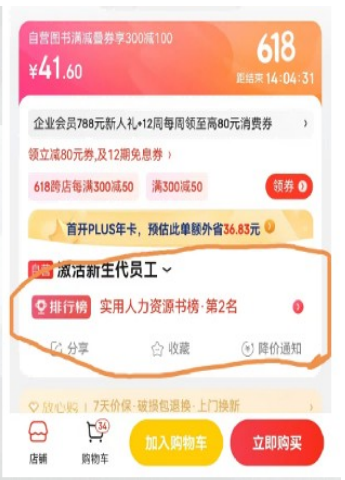 自营图书满减叠券享300减100
618
¥41.60
距结束 14:04:31
企业会员788元新人礼+12周每周领至高80元消费券 ›
领立减80元券,及12期免息券 ›
618跨店每满300减50 满300减50 领券
首开PLUS年卡，预估此单额外省36.83元
自营 激活新生代员工
排行榜 实用人力资源书榜·第2名
分享 收藏 降价通知
放心购 | 7天价保·破损包退换·上门换新
34
店铺 购物车 加入购物车 立即购买